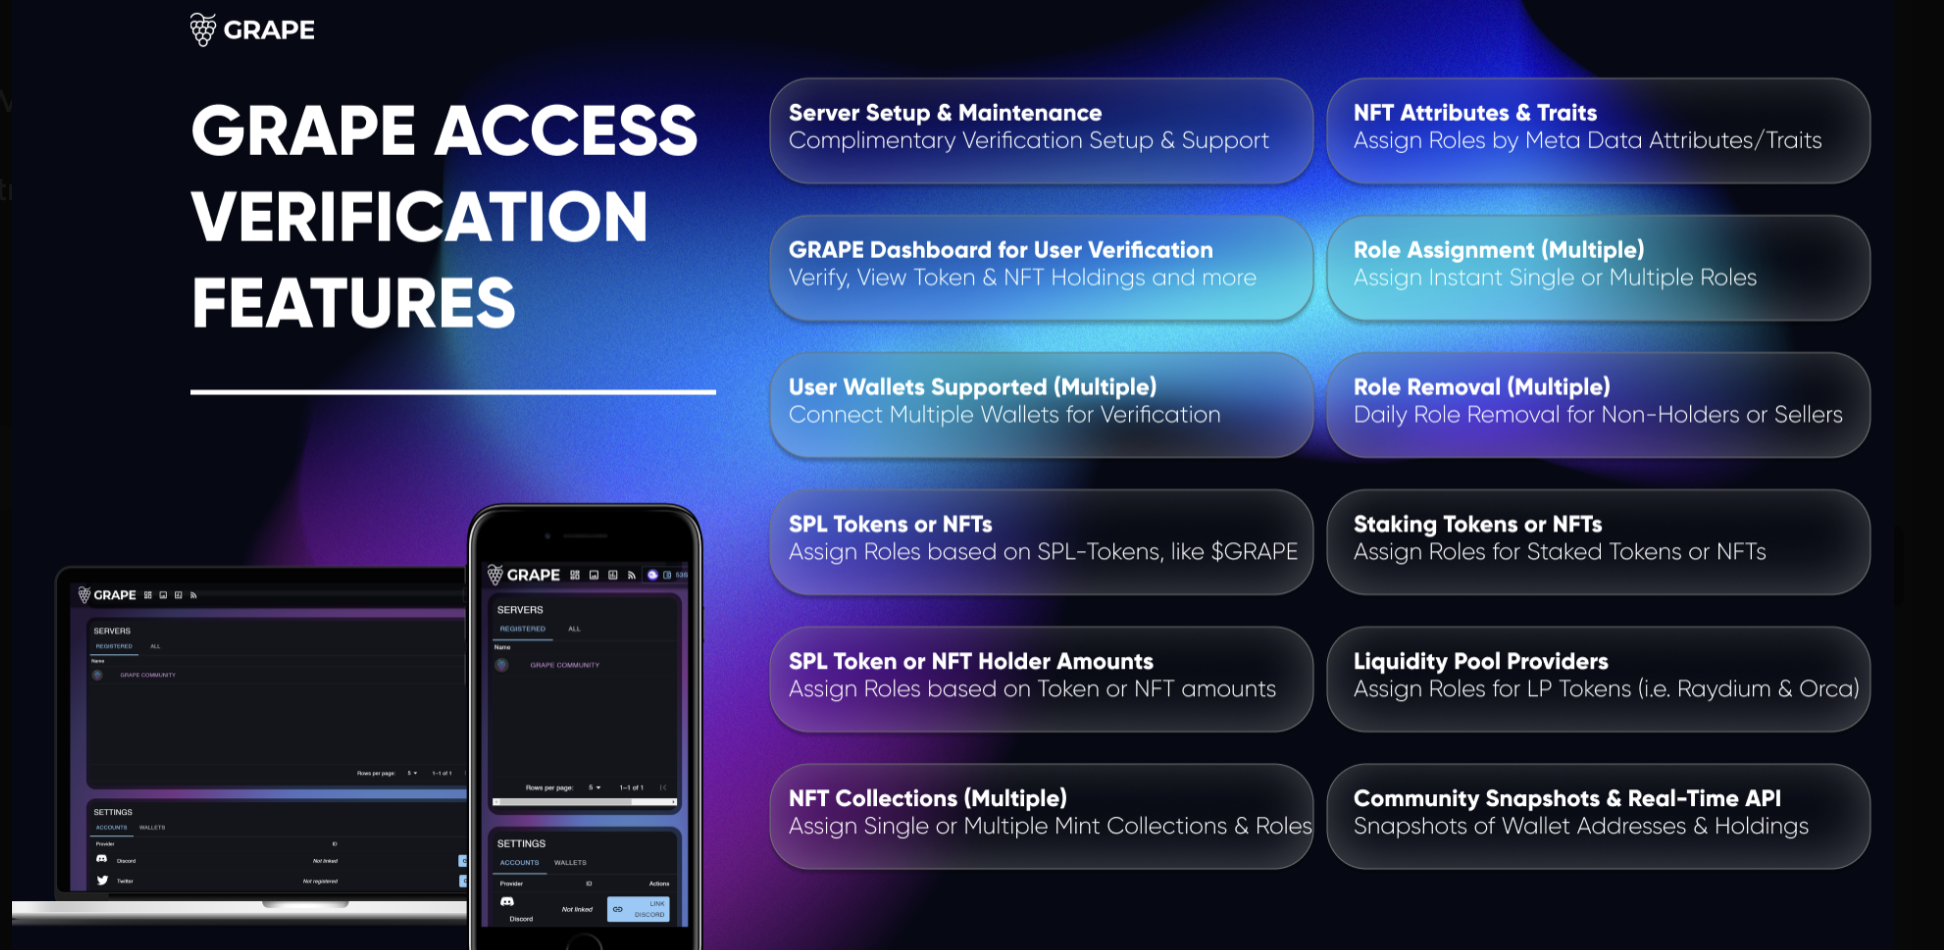 GRAPE
GRAPE ACCESS
VERIFICATION
FEATURES
Server Setup & Maintenance
Complimentary Verification Setup & Support
GRAPE Dashboard for User Verification
Verify, View Token & NFT Holdings and more
User Wallets Supported (Multiple)
Connect Multiple Wallets for Verification
SPL Tokens or NFTs
Assign Roles based on SPL-Tokens, like $GRAPE
SPL Token or NFT Holder Amounts
Assign Roles based on Token or NFT amounts
NFT Collections (Multiple)
Assign Single or Multiple Mint Collections & Roles
NFT Attributes & Traits
Assign Roles by Meta Data Attributes/Traits
Role Assignment (Multiple)
Assign Instant Single or Multiple Roles
Role Removal (Multiple)
Daily Role Removal for Non-Holders or Sellers
Staking Tokens or NFTs
Assign Roles for Staked Tokens or NFTs
Liquidity Pool Providers
Assign Roles for LP Tokens (i.e. Raydium & Orca)
Community Snapshots & Real-Time API
Snapshots of Wallet Addresses & Holdings
GRAPE
SERVERS
REGISTERED ALL
Name
GRAPE COMMUNITY
Rows per page: 5 1-1 of 1
SETTINGS
ACCOUNTS WALLETS
Provider ID
Discord Not linked
Twitter Not registered
GRAPE 535
SERVERS
REGISTERED ALL
Name
GRAPE COMMUNITY
Rows per page: 5 1-1 of 1
SETTINGS
ACCOUNTS WALLETS
Provider ID Actions
Discord Not linked LINK
DISCORD